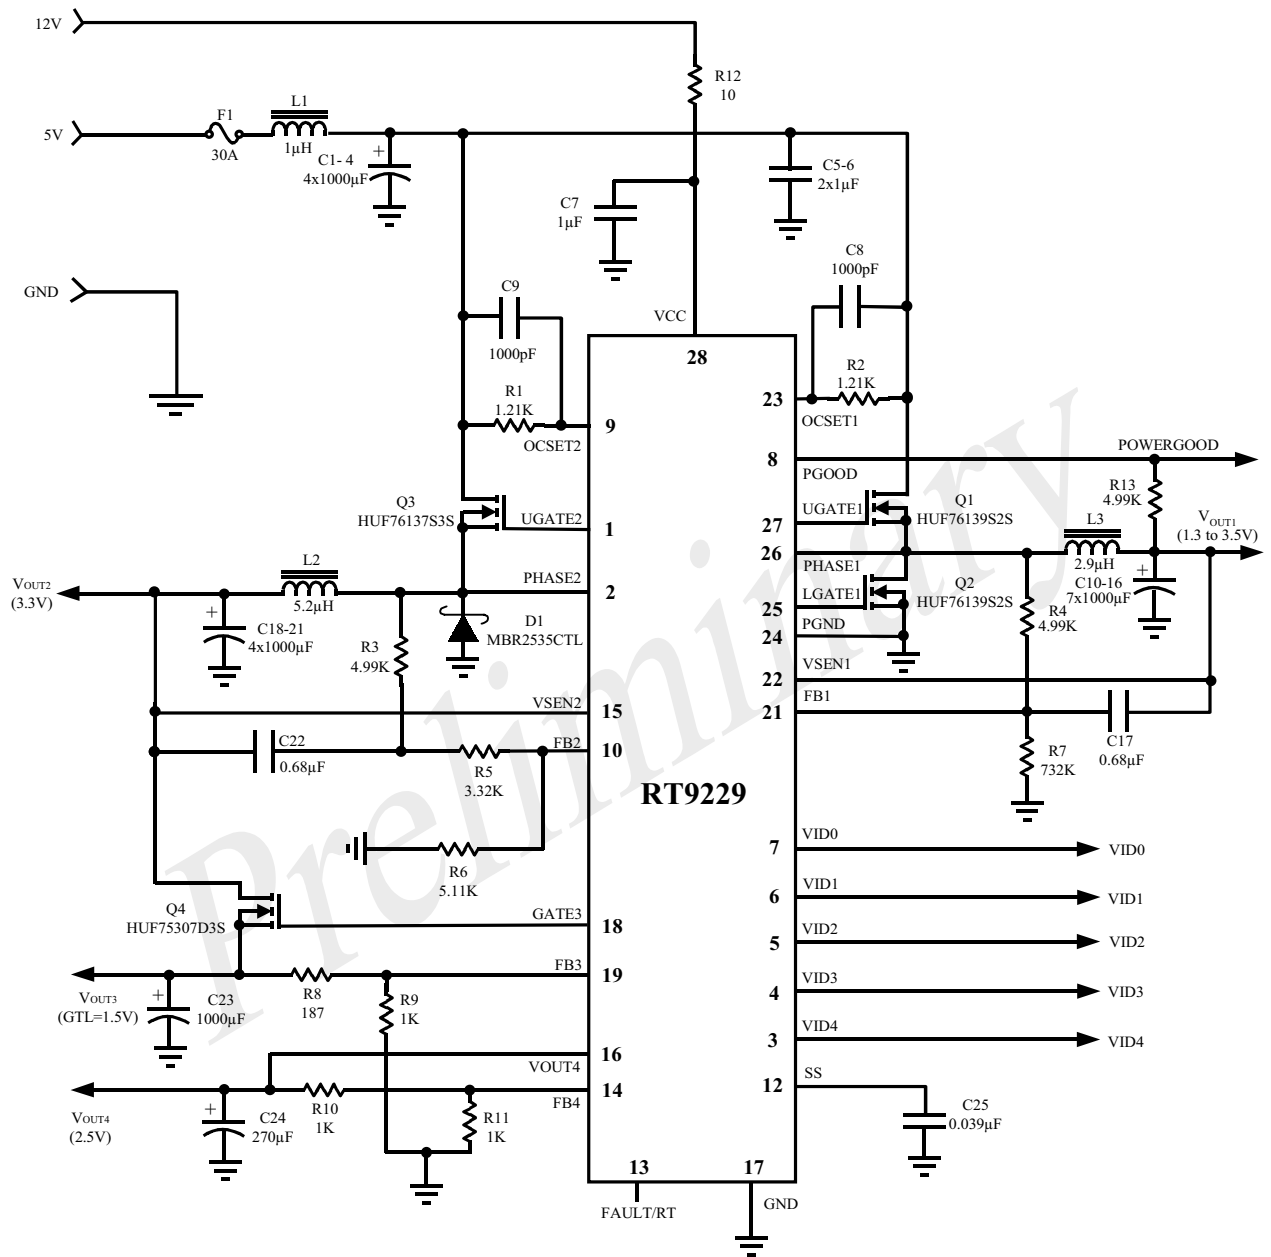 12V
R12
10
5V
F1
30A
L1
1µH
C1- 4
4x1000µF
+
C5-6
2x1µF
C7
1µF
GND
C9
1000pF
VCC
28
C8
1000pF
R1
1.21K
R2
1.21K
9
OCSET2
23
OCSET1
8
PGOOD
POWERGOOD
R13
4.99K
Q3
HUF76137S3S
UGATE2
1
UGATE1
27
Q1
HUF76139S2S
VOUT1
(1.3 to 3.5V)
L3
2.9µH
26
PHASE1
C10-16
7x1000µF
+
VOUT2
(3.3V)
L2
5.2µH
PHASE2
2
LGATE1
25
Q2
HUF76139S2S
PGND
24
R4
4.99K
+
C18-21
4x1000µF
R3
4.99K
D1
MBR2535CTL
VSEN1
22
FB1
21
VSEN2
15
C22
0.68µF
R5
3.32K
FB2
10
R7
732K
C17
0.68µF
RT9229
R6
5.11K
7
VID0
VID0
6
VID1
VID1
5
VID2
VID2
4
VID3
VID3
3
VID4
VID4
Q4
HUF75307D3S
GATE3
18
FB3
19
VOUT3
(GTL=1.5V)
+
C23
1000µF
R8
187
R9
1K
16
VOUT4
14
FB4
VOUT4
(2.5V)
+
C24
270µF
R10
1K
R11
1K
12
SS
C25
0.039µF
13
FAULT/RT
17
GND
Preliminary